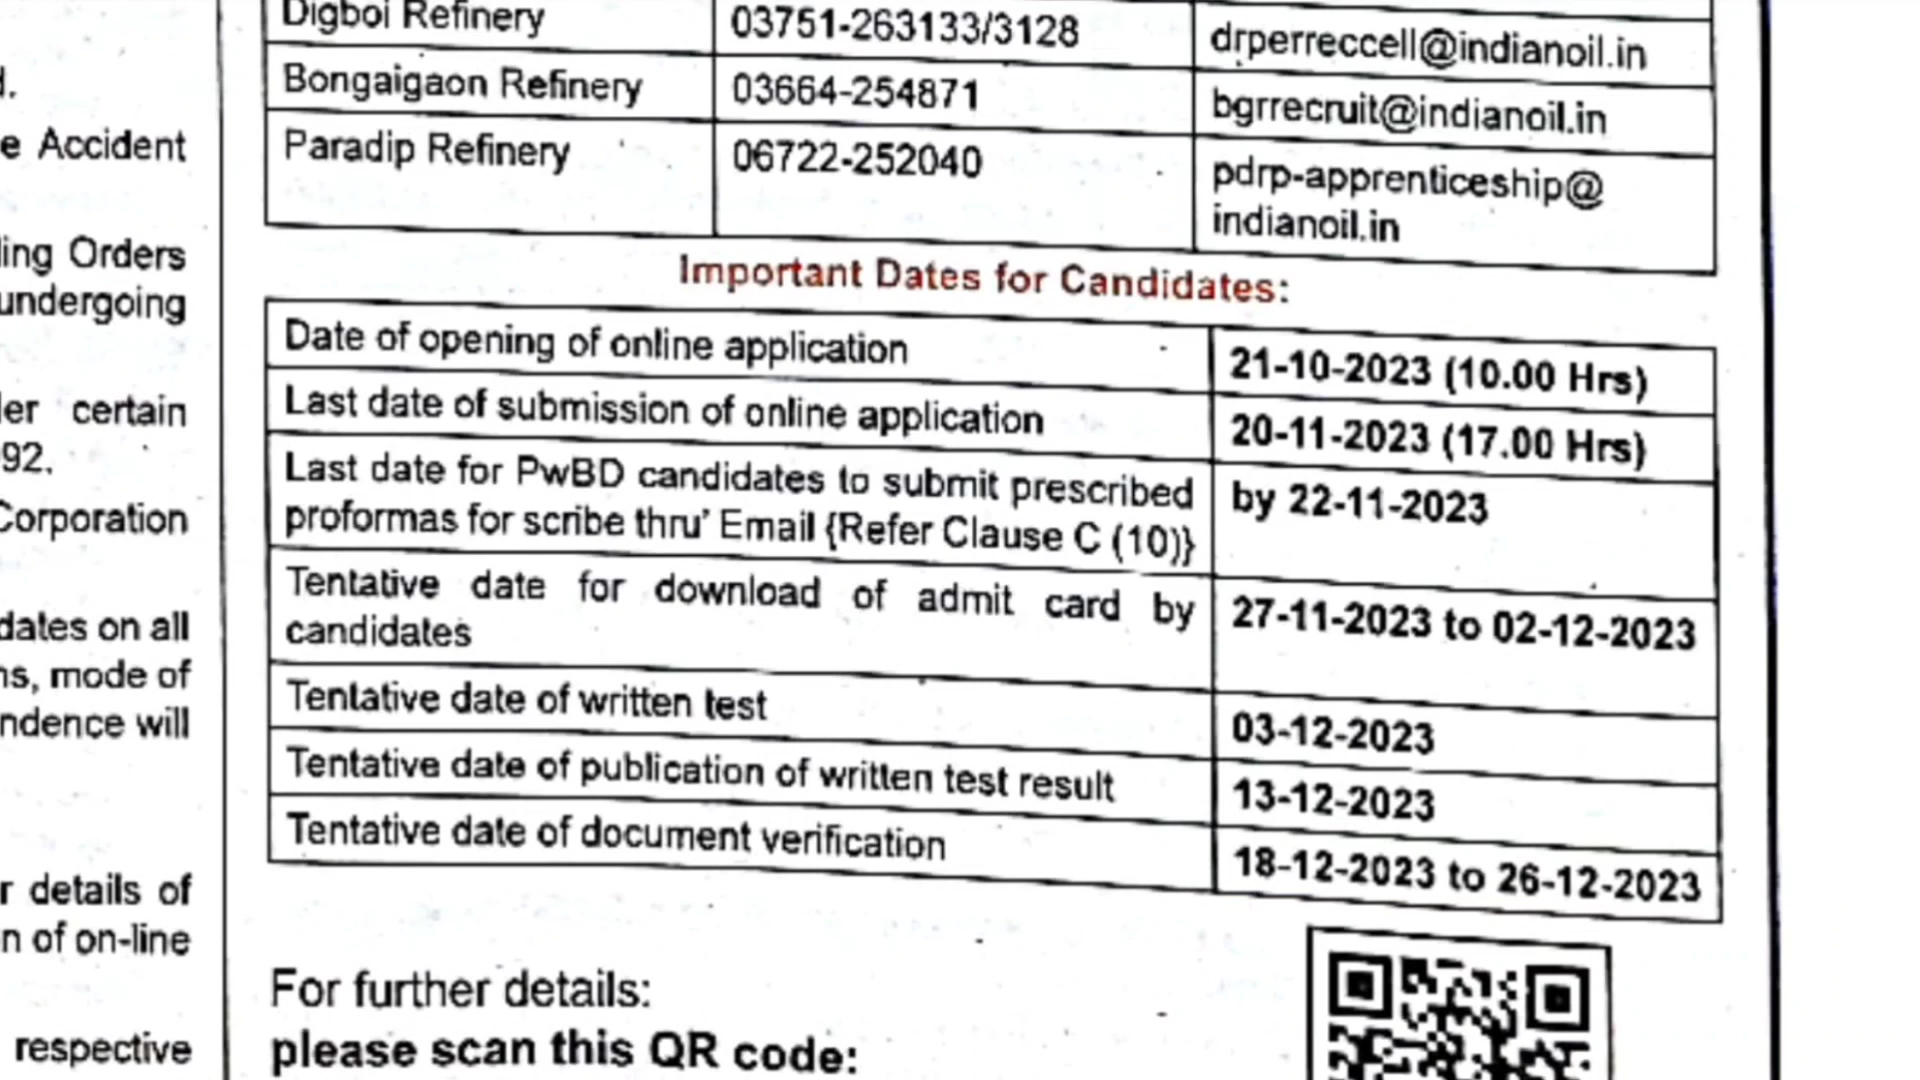 d.
e Accident
ling Orders
undergoing
ler certain
92.
Corporation
dates on all
ns, mode of
ndence will
r details of
n of on-line
respective
Digboi Refinery 03751-263133/3128 drperreccell@indianoil.in
Bongaigaon Refinery 03664-254871 bgrrecruit@indianoil.in
Paradip Refinery 06722-252040 pdrp-apprenticeship@
indianoil.in
Important Dates for Candidates:
Date of opening of online application 21-10-2023 (10.00 Hrs)
Last date of submission of online application 20-11-2023 (17.00 Hrs)
Last date for PwBD candidates to submit prescribed by 22-11-2023
proformas for scribe thru' Email {Refer Clause C (10)}
Tentative date for download of admit card by 27-11-2023 to 02-12-2023
candidates
Tentative date of written test 03-12-2023
Tentative date of publication of written test result 13-12-2023
Tentative date of document verification 18-12-2023 to 26-12-2023
For further details:
please scan this QR code: